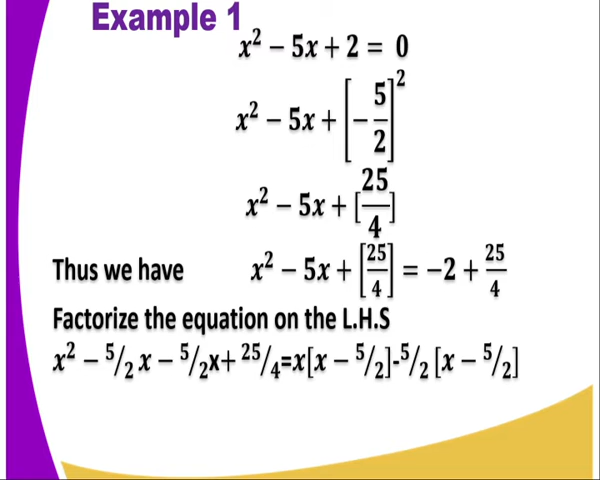 Example 1
x² − 5x + 2 = 0
x² − 5x + [−5/2]²
x² − 5x + [25/4]
Thus we have x² − 5x + [25/4] = −2 + 25/4
Factorize the equation on the L.H.S
x² − 5/2 x − 5/2x+ 25/4=x[x − 5/2]-5/2 [x − 5/2]